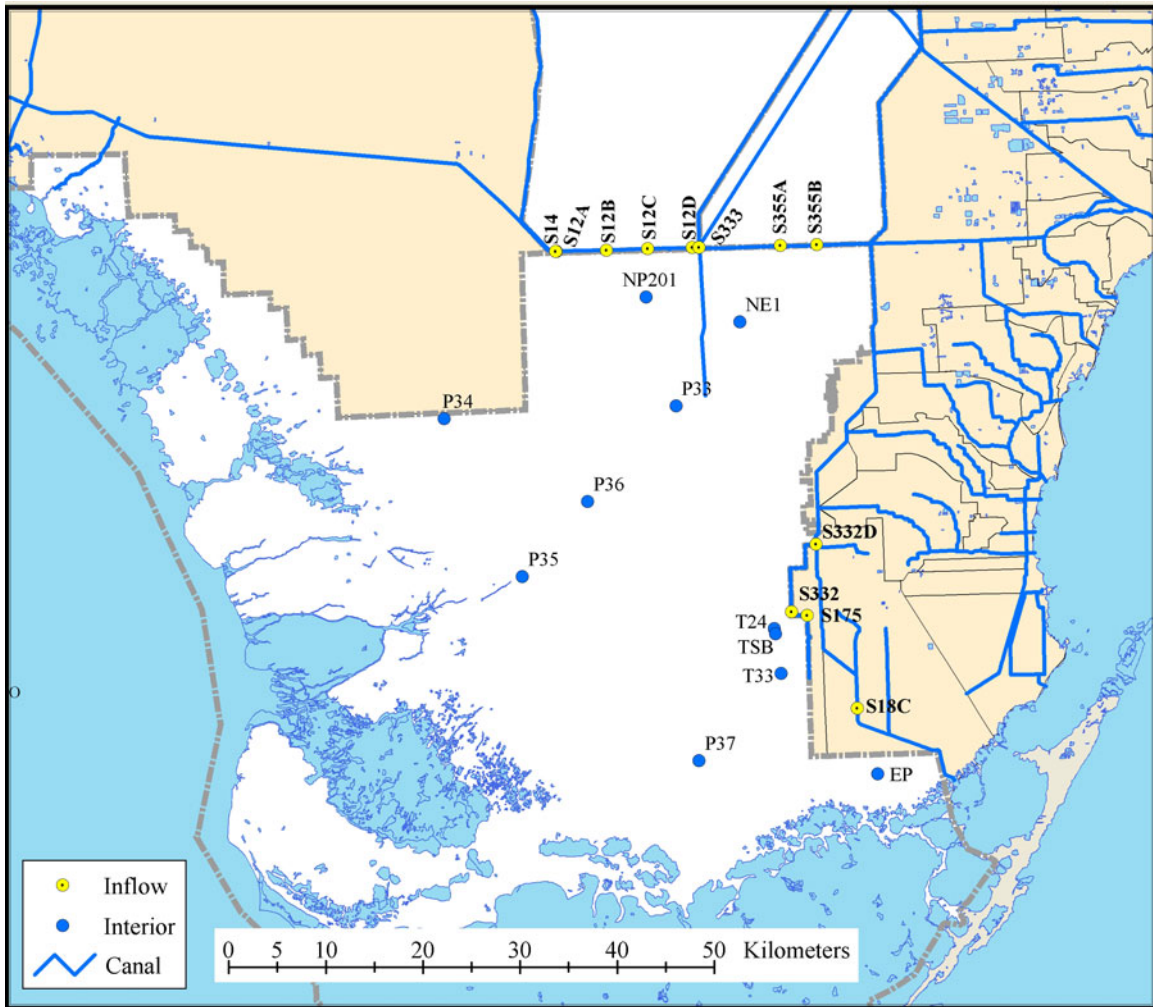 S14
S12A
S12B
S12C
S12D
S333
S355A
S355B
NP201
NE1
P33
P34
P36
P35
S332D
S332
S175
T24
TSB
T33
S18C
P37
EP
O
Inflow
Interior
Canal
0 10 20 30 40 50 Kilometers